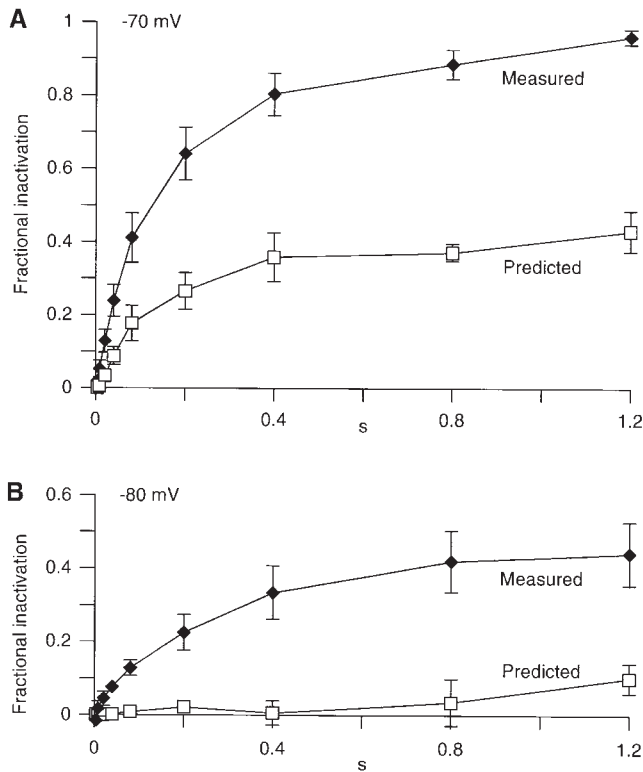 A
-70 mV
1
Measured
0.8
0.6
Fractional inactivation
0.4
Predicted
0.2
0
0 0.4 0.8 1.2
s
B
-80 mV
0.6
Fractional inactivation
0.4
Measured
0.2
Predicted
0
0 0.4 0.8 1.2
s